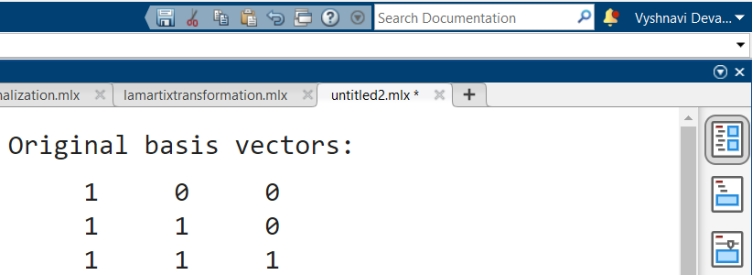 Search Documentation
Vyshnavi Deva...
nalization.mlx
lamartixtransformation.mlx
untitled2.mlx *
Original basis vectors:
1 0 0
1 1 0
1 1 1